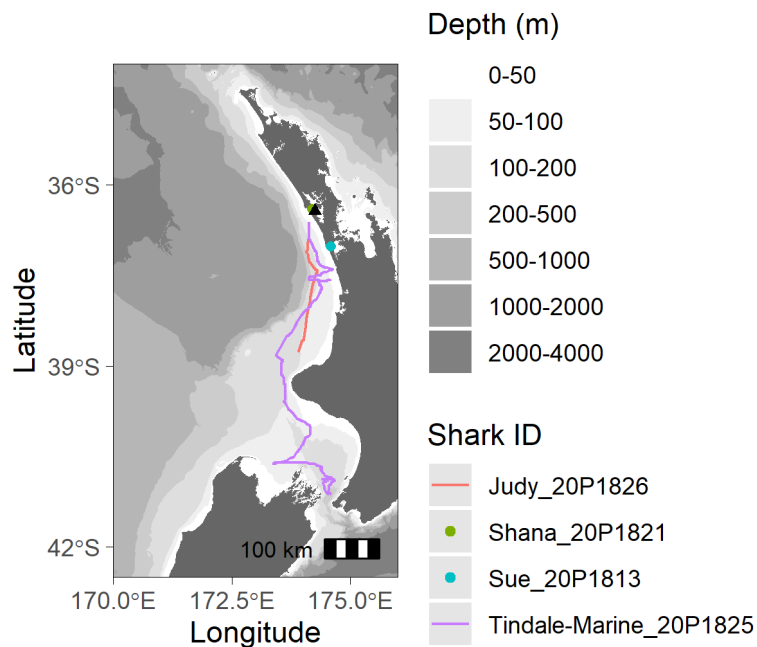 Depth (m)
0-50
50-100
100-200
200-500
500-1000
1000-2000
2000-4000
Shark ID
Judy_20P1826
Shana_20P1821
Sue_20P1813
Tindale-Marine_20P1825
Latitude
36°S
39°S
42°S
100 km
170.0°E 172.5°E 175.0°E
Longitude